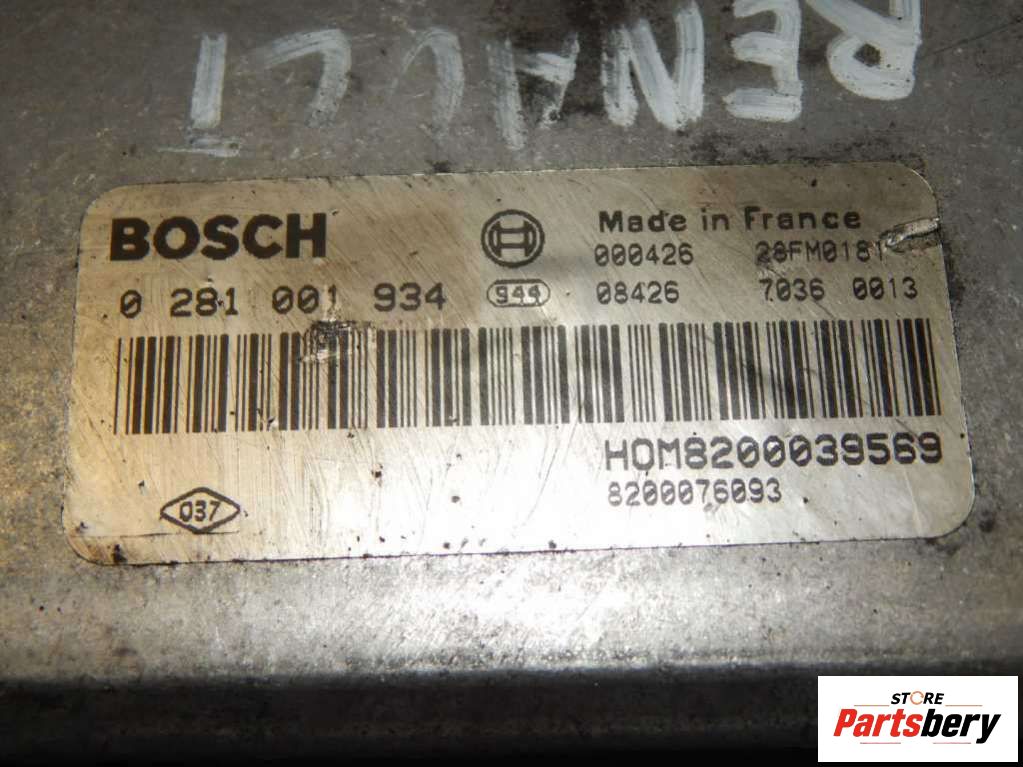 RENAULT
BOSCH
Made in France
000426 28FM0181
0 281 001 934 944 08426 7036 0013
HOM8200039569
8200076093
037
STORE
Partsbery